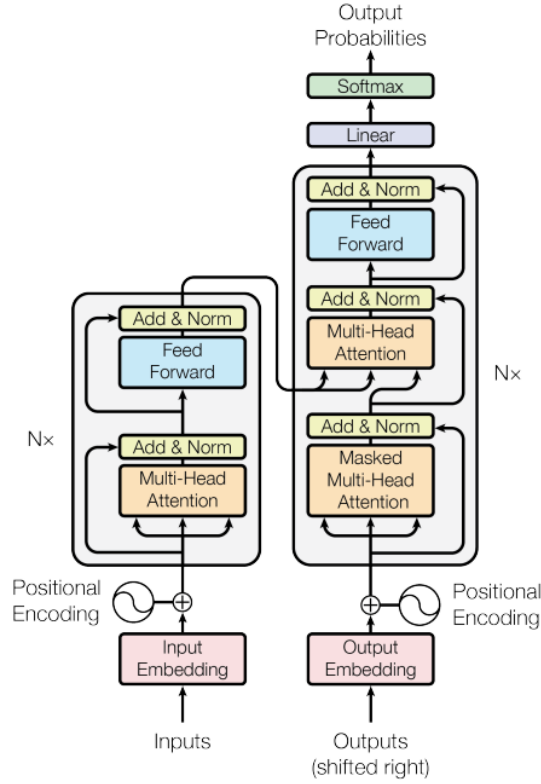 Output
Probabilities
Softmax
Linear
Add & Norm
Feed
Forward
Add & Norm
Multi-Head
Attention
Add & Norm
Masked
Multi-Head
Attention
N×
Add & Norm
Feed
Forward
Add & Norm
Multi-Head
Attention
N×
Positional
Encoding
Positional
Encoding
Input
Embedding
Output
Embedding
Inputs
Outputs
(shifted right)